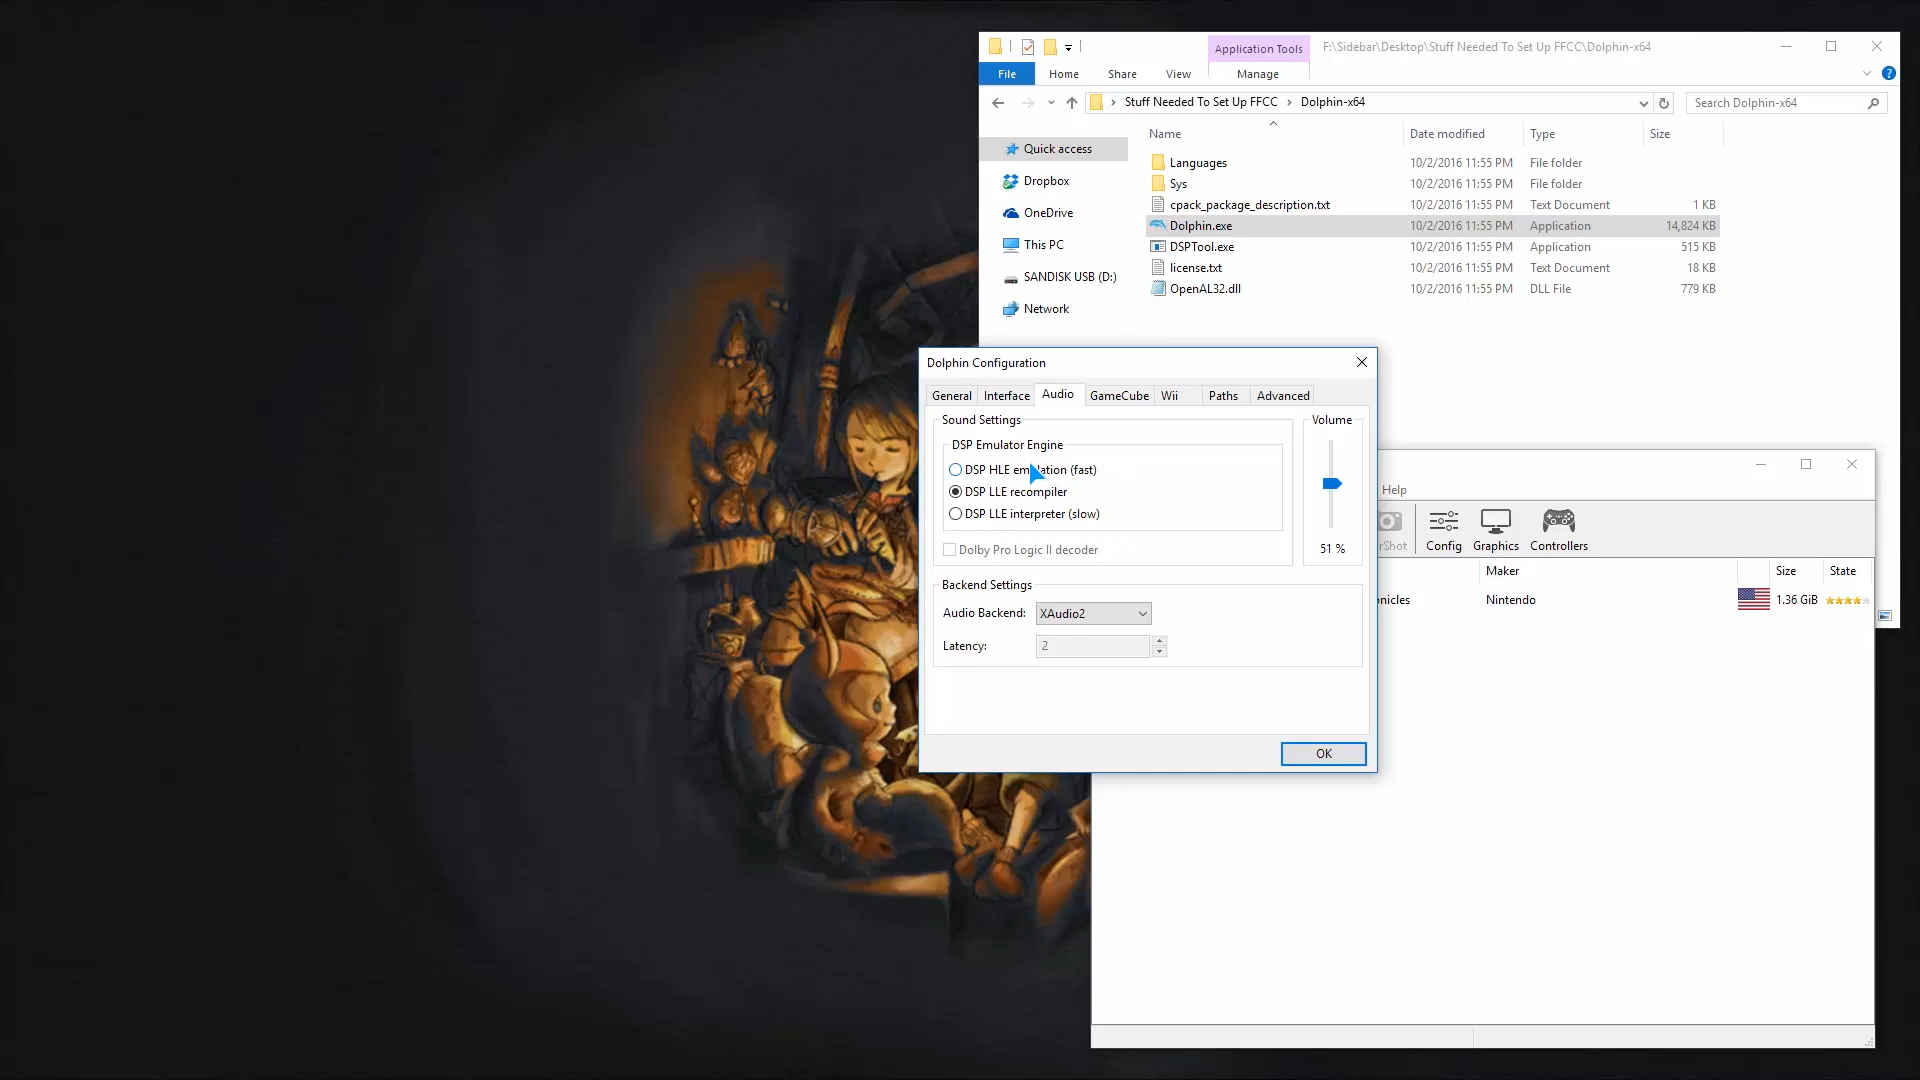 Application Tools
F:\Sidebar\Desktop\Stuff Needed To Set Up FFCC\Dolphin-x64
File Home Share View Manage
Stuff Needed To Set Up FFCC > Dolphin-x64
Search Dolphin-x64
Name Date modified Type Size
Quick access
Dropbox
OneDrive
This PC
SANDISK USB (D:)
Network
Languages 10/2/2016 11:55 PM File folder
Sys 10/2/2016 11:55 PM File folder
cpack_package_description.txt 10/2/2016 11:55 PM Text Document 1 KB
Dolphin.exe 10/2/2016 11:55 PM Application 14,824 KB
DSPTool.exe 10/2/2016 11:55 PM Application 515 KB
license.txt 10/2/2016 11:55 PM Text Document 18 KB
OpenAL32.dll 10/2/2016 11:55 PM DLL File 779 KB
Dolphin Configuration
General Interface Audio GameCube Wii Paths Advanced
Sound Settings
DSP Emulator Engine
DSP HLE emulation (fast)
DSP LLE recompiler
DSP LLE interpreter (slow)
Dolby Pro Logic II decoder
Volume
51 %
Backend Settings
Audio Backend: XAudio2
Latency: 2
OK
Help
rShot Config Graphics Controllers
Maker Size State
nicles Nintendo 1.36 GiB